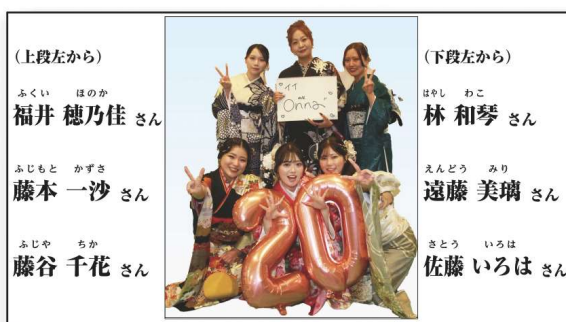 （上段左から）
ふくい ほのか
福井 穂乃佳 さん
ふじもと かずさ
藤本 一沙 さん
ふじや ちか
藤谷 千花 さん
"イイ
Onna"
20
（下段左から）
はやし わこ
林 和琴 さん
えんどう みり
遠藤 美璃 さん
さとう いろは
佐藤 いろは さん